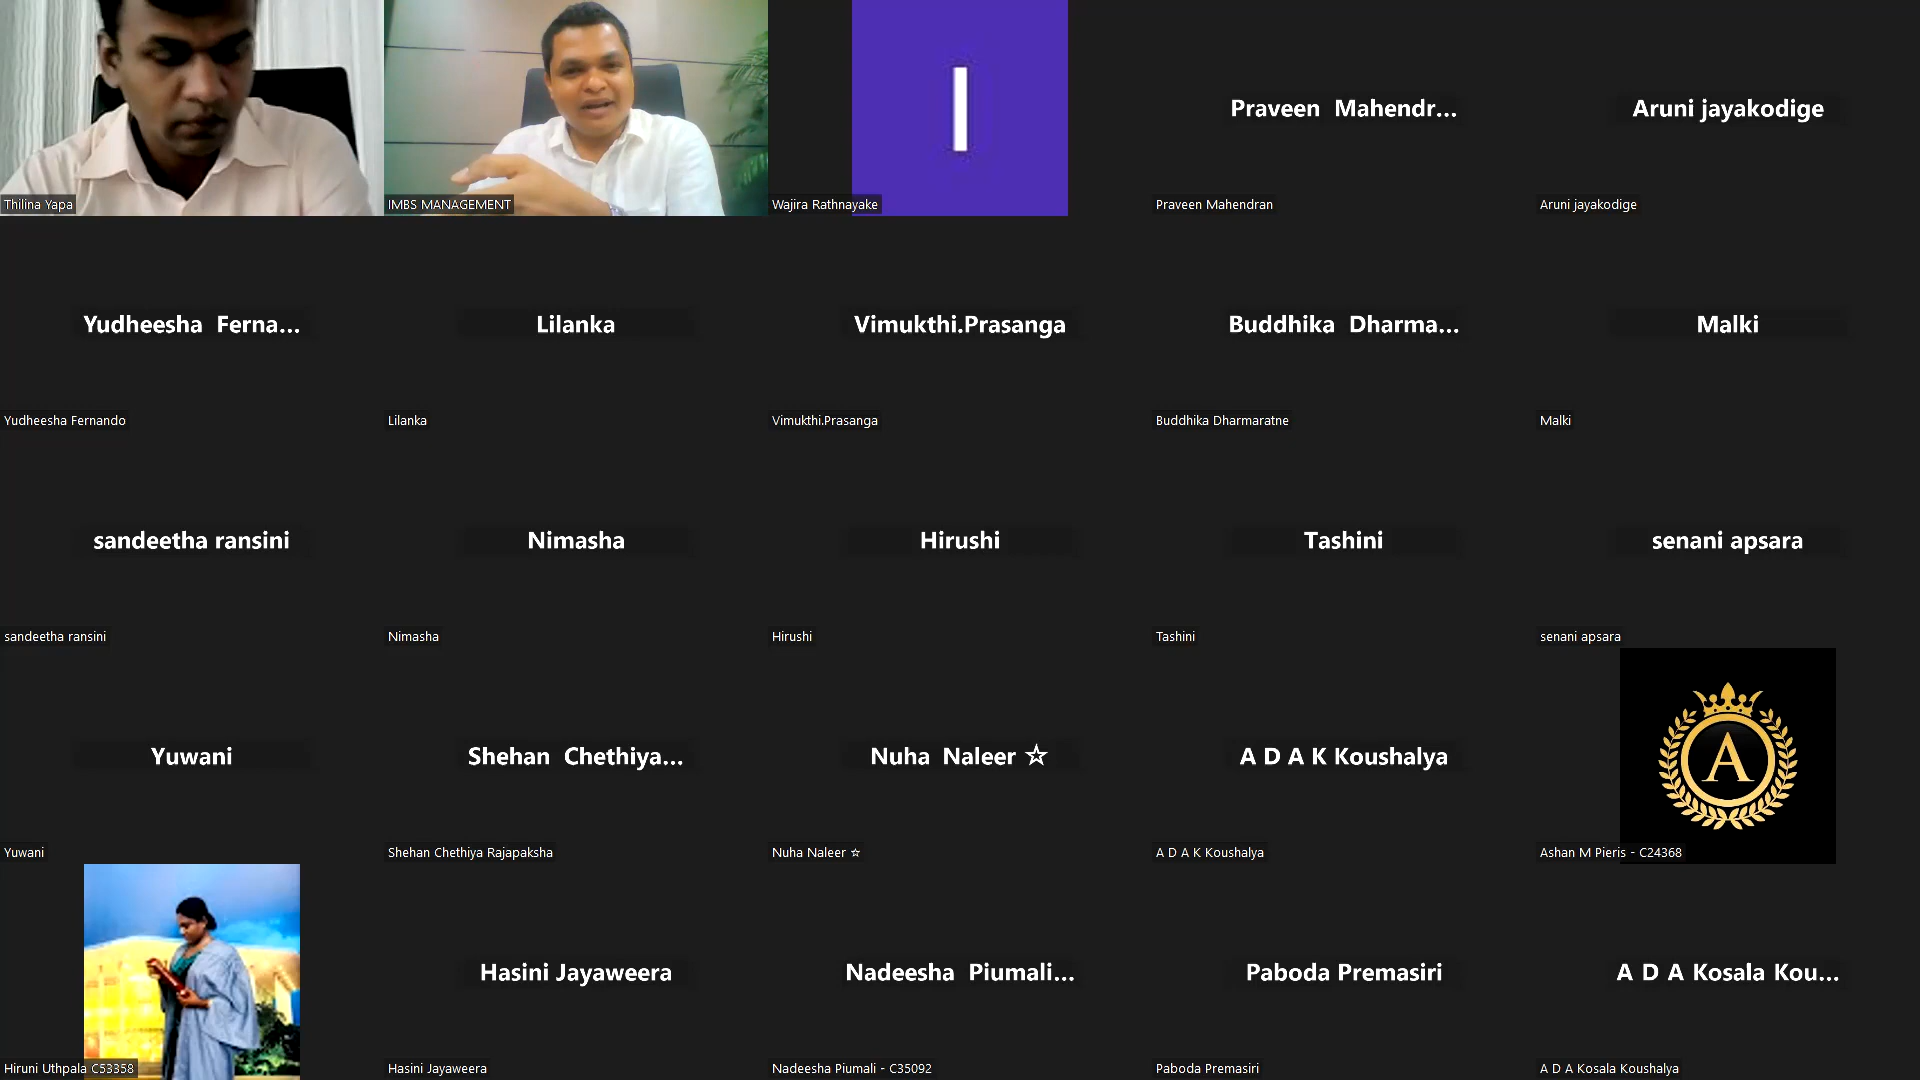 Thilina Yapa
IMBS MANAGEMENT
I
Wajira Rathnayake
Praveen Mahendr...
Praveen Mahendran
Aruni jayakodige
Aruni jayakodige
Yudheesha Ferna...
Yudheesha Fernando
Lilanka
Lilanka
Vimukthi.Prasanga
Vimukthi.Prasanga
Buddhika Dharma...
Buddhika Dharmaratne
Malki
Malki
sandeetha ransini
sandeetha ransini
Nimasha
Nimasha
Hirushi
Hirushi
Tashini
Tashini
senani apsara
senani apsara
Yuwani
Yuwani
Shehan Chethiya...
Shehan Chethiya Rajapaksha
Nuha Naleer ☆
Nuha Naleer ☆
A D A K Koushalya
A D A K Koushalya
A
Ashan M Pieris - C24368
Hiruni Uthpala C53358
Hasini Jayaweera
Hasini Jayaweera
Nadeesha Piumali...
Nadeesha Piumali - C35092
Paboda Premasiri
Paboda Premasiri
A D A Kosala Kou...
A D A Kosala Koushalya